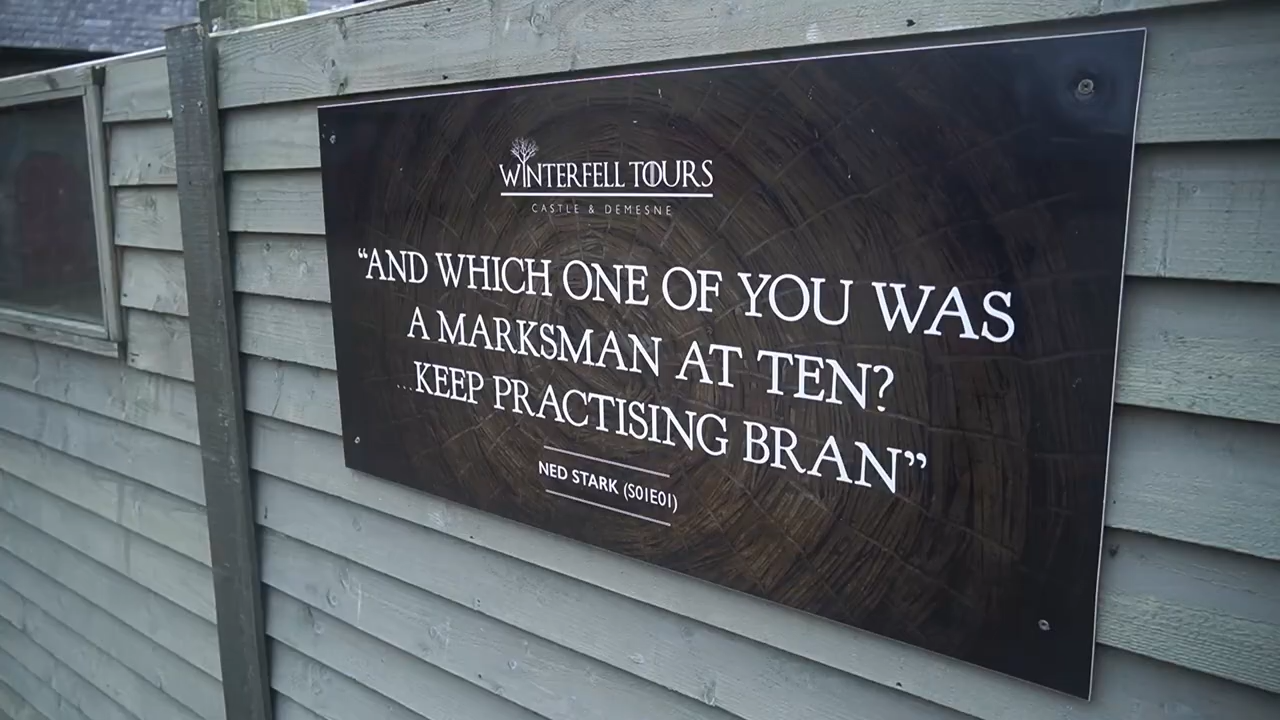 WINTERFELL TOURS
CASTLE & DEMESNE
“AND WHICH ONE OF YOU WAS
A MARKSMAN AT TEN?
...KEEP PRACTISING BRAN”
NED STARK (S01E01)